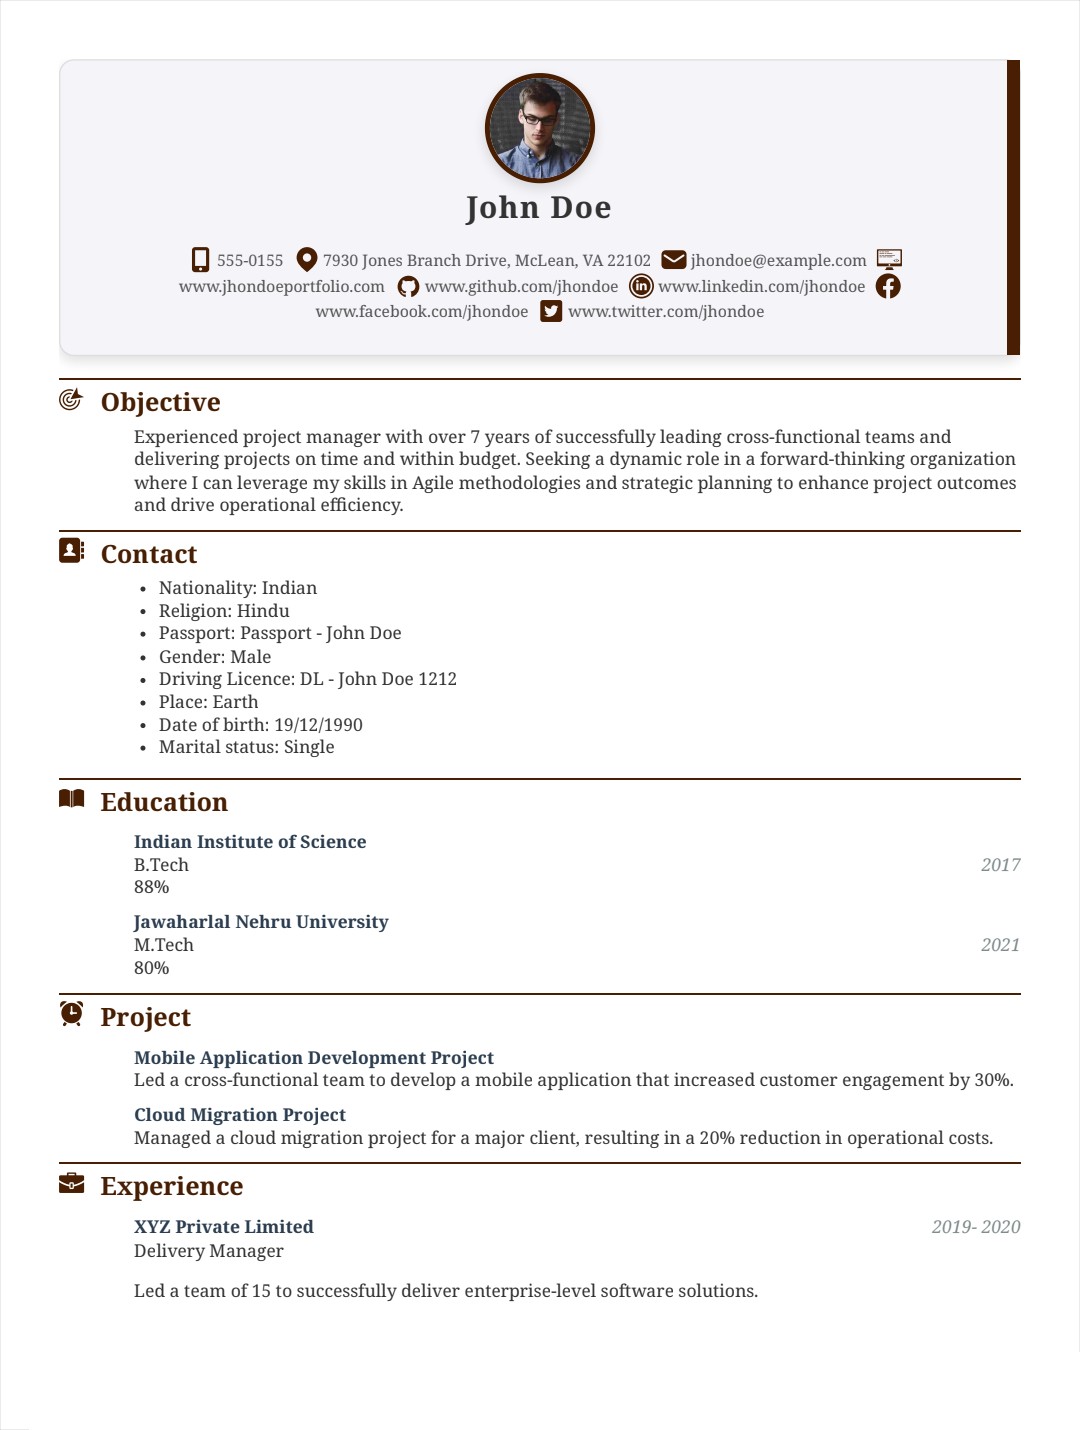 John Doe
555-0155 7930 Jones Branch Drive, McLean, VA 22102 jhondoe@example.com
www.jhondoeportfolio.com www.github.com/jhondoe www.linkedin.com/jhondoe
www.facebook.com/jhondoe www.twitter.com/jhondoe
Objective
Experienced project manager with over 7 years of successfully leading cross-functional teams and
delivering projects on time and within budget. Seeking a dynamic role in a forward-thinking organization
where I can leverage my skills in Agile methodologies and strategic planning to enhance project outcomes
and drive operational efficiency.
Contact
• Nationality: Indian
• Religion: Hindu
• Passport: Passport - John Doe
• Gender: Male
• Driving Licence: DL - John Doe 1212
• Place: Earth
• Date of birth: 19/12/1990
• Marital status: Single
Education
Indian Institute of Science
B.Tech 2017
88%
Jawaharlal Nehru University
M.Tech 2021
80%
Project
Mobile Application Development Project
Led a cross-functional team to develop a mobile application that increased customer engagement by 30%.
Cloud Migration Project
Managed a cloud migration project for a major client, resulting in a 20% reduction in operational costs.
Experience
XYZ Private Limited 2019- 2020
Delivery Manager
Led a team of 15 to successfully deliver enterprise-level software solutions.